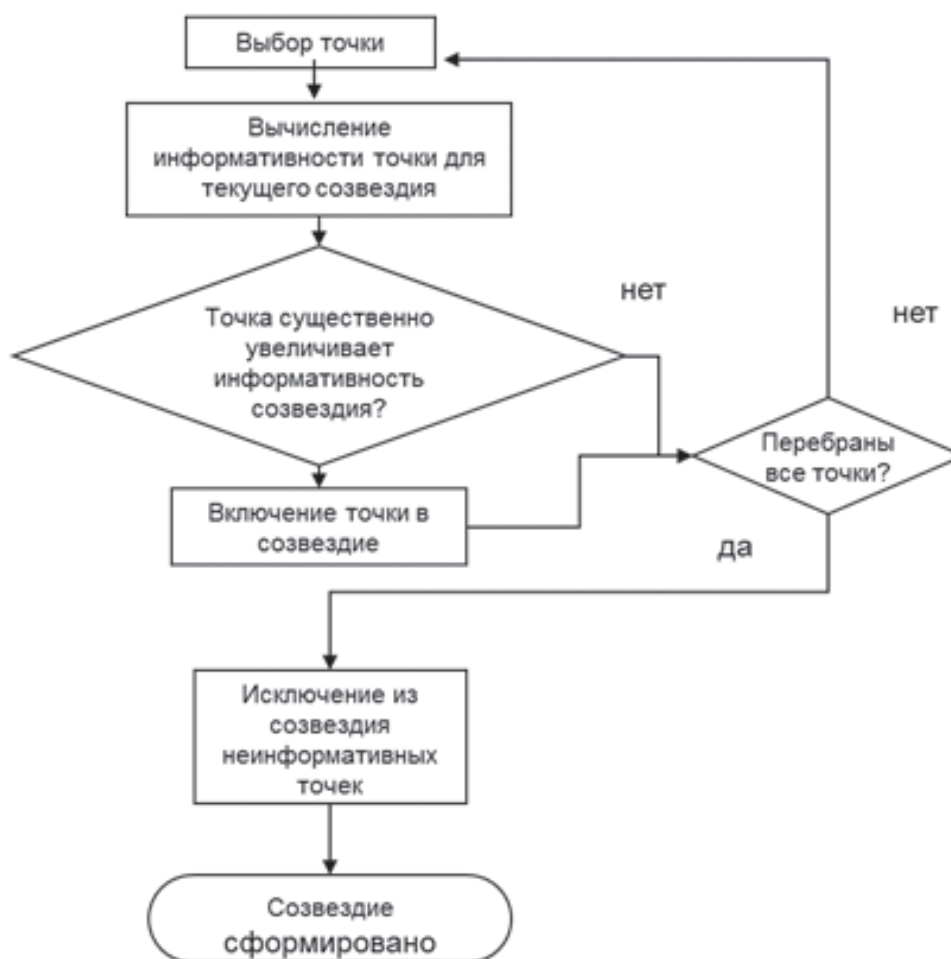 Выбор точки
Вычисление
информативности точки для
текущего созвездия
нет
Точка существенно
увеличивает
информативность
созвездия?
нет
Перебраны
все точки?
Включение точки в
созвездие
да
Исключение из
созвездия
неинформативных
точек
Созвездие
сформировано